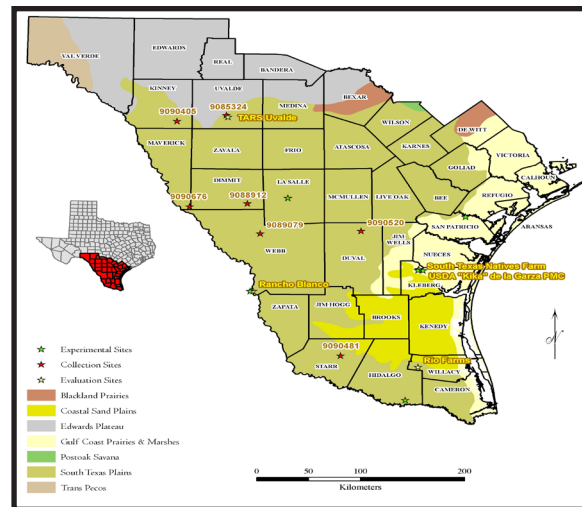 VAL VERDE
EDWARDS
REAL
BANDERA
KINNEY
UVALDE
MEDINA
BEXAR
9090405
9085324
TARS Uvalde
WILSON
DE WITT
KARNES
VICTORIA
MAVERICK
ZAVALA
FRIO
ATASCOSA
GOLIAD
CALHOUN
DIMMIT
LA SALLE
MCMULLEN
LIVE OAK
BEE
REFUGIO
9090676
9088912
ARANSAS
SAN PATRICIO
9089079
9090520
WEBB
DUVAL
JIM
WELLS
NUECES
South Texas Natives Farm
USDA "Kika" de la Garza PMC
KLEBERG
Rancho Blanco
ZAPATA
JIM HOGG
BROOKS
KENEDY
9090481
STARR
Rio Farms
HIDALGO
WILLACY
CAMERON
N
Experimental Sites
Collection Sites
Evaluation Sites
Blackland Prairies
Coastal Sand Plains
Edwards Plateau
Gulf Coast Prairies & Marshes
Postoak Savana
South Texas Plains
Trans Pecos
0 50 100 200
Kilometers